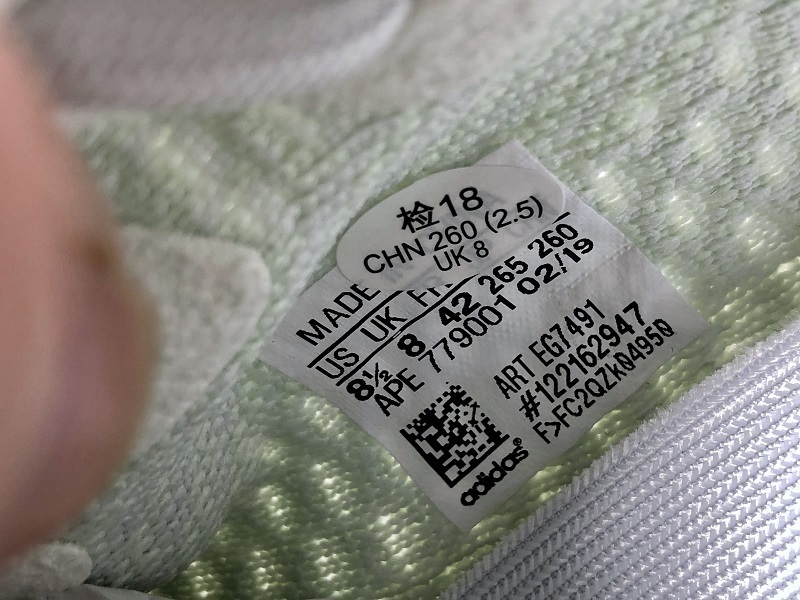 检18
CHN 260 (2.5)
UK 8
MADE
US UK FR
8½ 8 42 265 260
APE 779001 02/19
ART EG7491
#122162947
F>FC2QZk04950
adidas